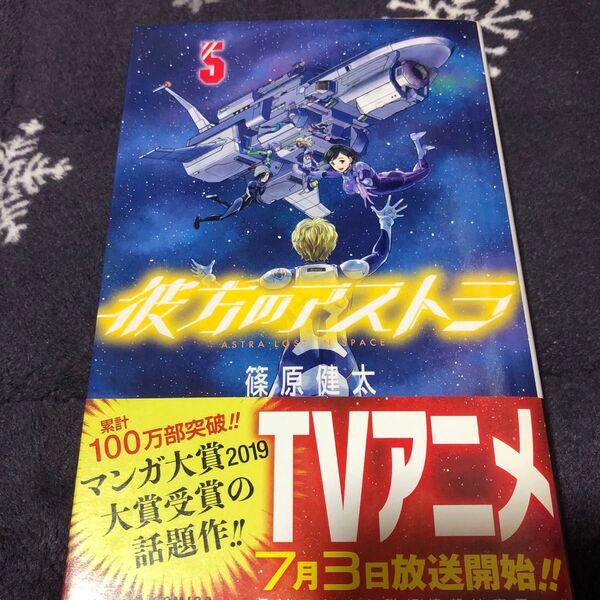 5
彼方のアストラ
ASTRA LOST IN SPACE
篠原健太
累計
100万部突破!!
マンガ大賞2019
大賞受賞の
話題作!!
TVアニメ
7月3日放送開始!!